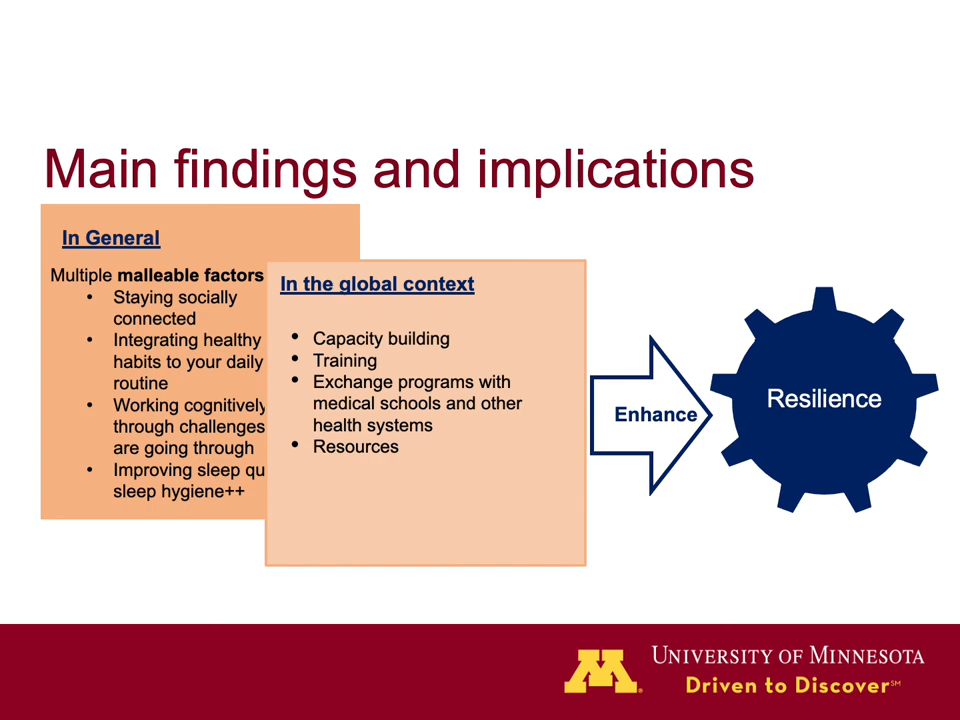 Main findings and implications
In General
Multiple malleable factors
• Staying socially
connected
• Integrating healthy
habits to your daily
routine
• Working cognitively
through challenges
are going through
• Improving sleep
sleep hygiene++
In the global context
• Capacity building
• Training
• Exchange programs with
medical schools and other
health systems
• Resources
Enhance
Resilience
UNIVERSITY OF MINNESOTA
Driven to Discover℠